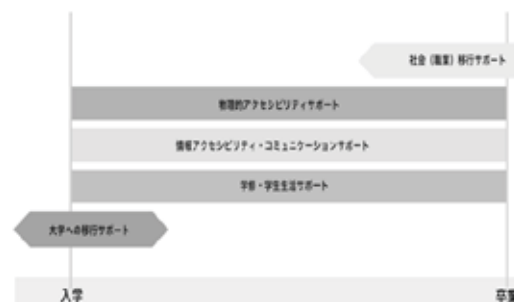 社会（職業）移行サポート
物理的アクセシビリティサポート
情報アクセシビリティ・コミュニケーションサポート
学修・学生生活サポート
大学への移行サポート
入学
卒業